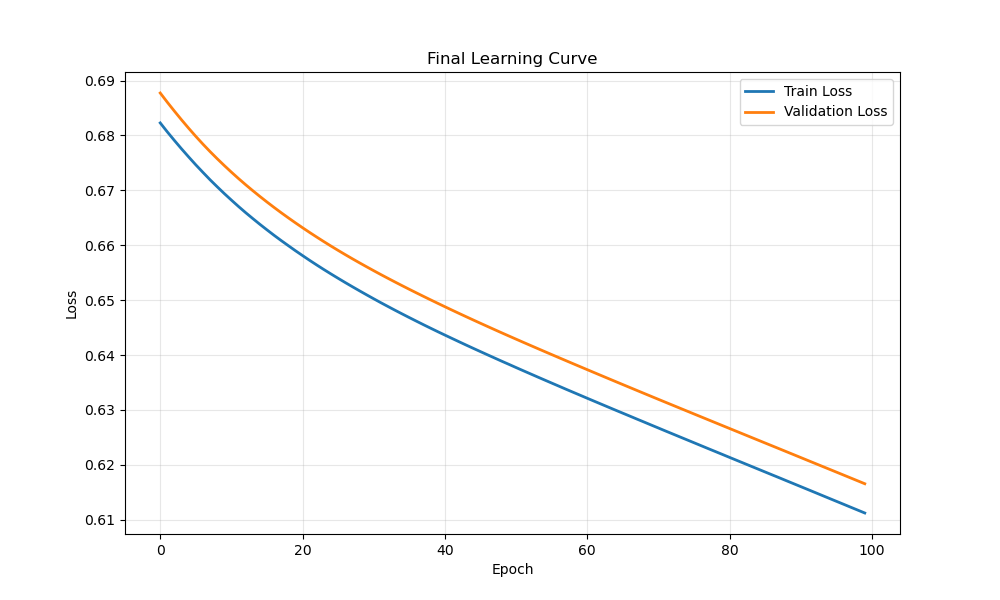 Final Learning Curve
Train Loss
Validation Loss
0.69
0.68
0.67
0.66
0.65
0.64
0.63
0.62
0.61
Loss
0 20 40 60 80 100
Epoch